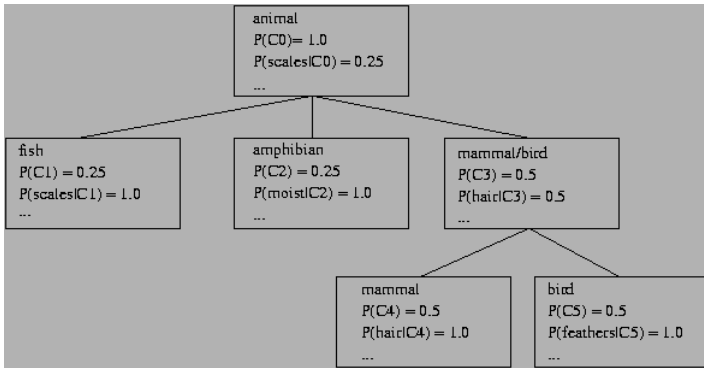 animal
P(C0)= 1.0
P(scales|C0) = 0.25
...
fish
P(C1) = 0.25
P(scales|C1) = 1.0
...
amphibian
P(C2) = 0.25
P(moist|C2) = 1.0
...
mammal/bird
P(C3) = 0.5
P(hair|C3) = 0.5
...
mammal
P(C4) = 0.5
P(hair|C4) = 1.0
...
bird
P(C5) = 0.5
P(feathers|C5) = 1.0
...